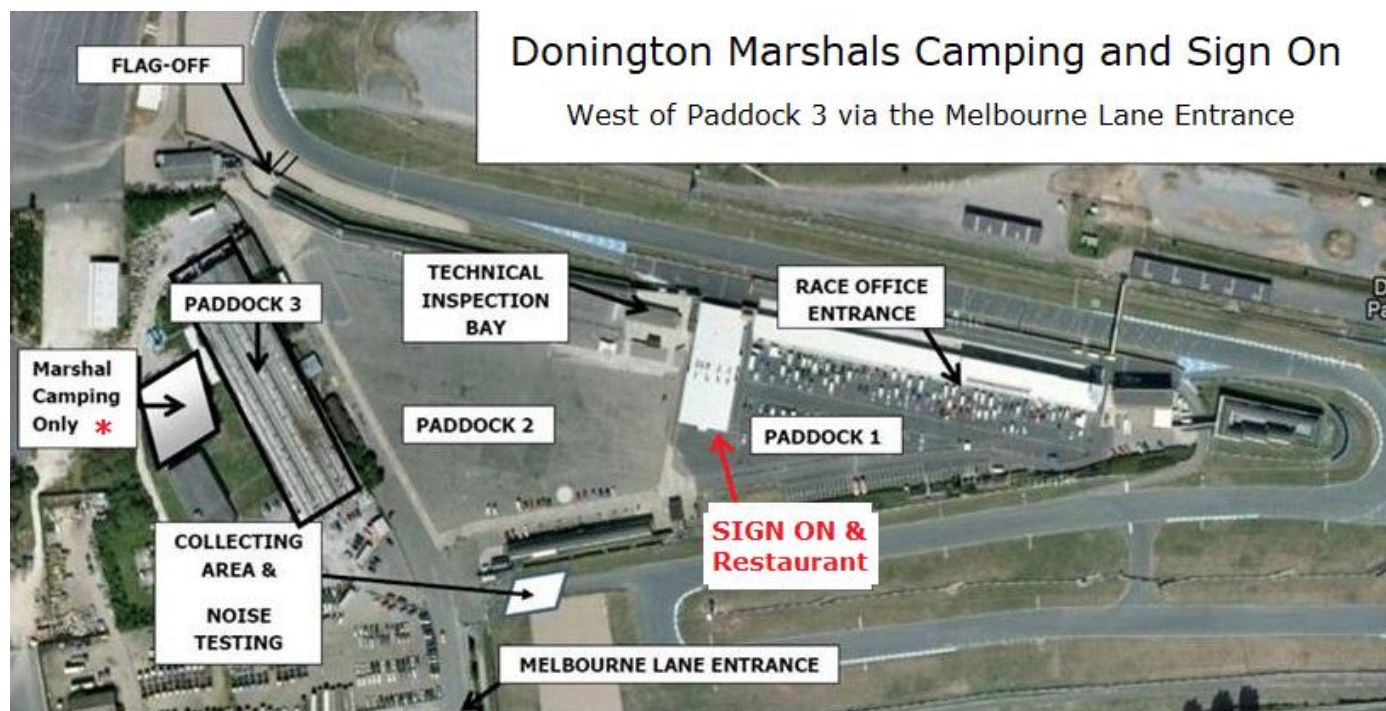 Donington Marshals Camping and Sign On
West of Paddock 3 via the Melbourne Lane Entrance
FLAG-OFF
TECHNICAL
INSPECTION
BAY
RACE OFFICE
ENTRANCE
PADDOCK 3
Marshal
Camping
Only *
PADDOCK 2
PADDOCK 1
SIGN ON &
Restaurant
COLLECTING
AREA &
NOISE
TESTING
MELBOURNE LANE ENTRANCE
D
Pa